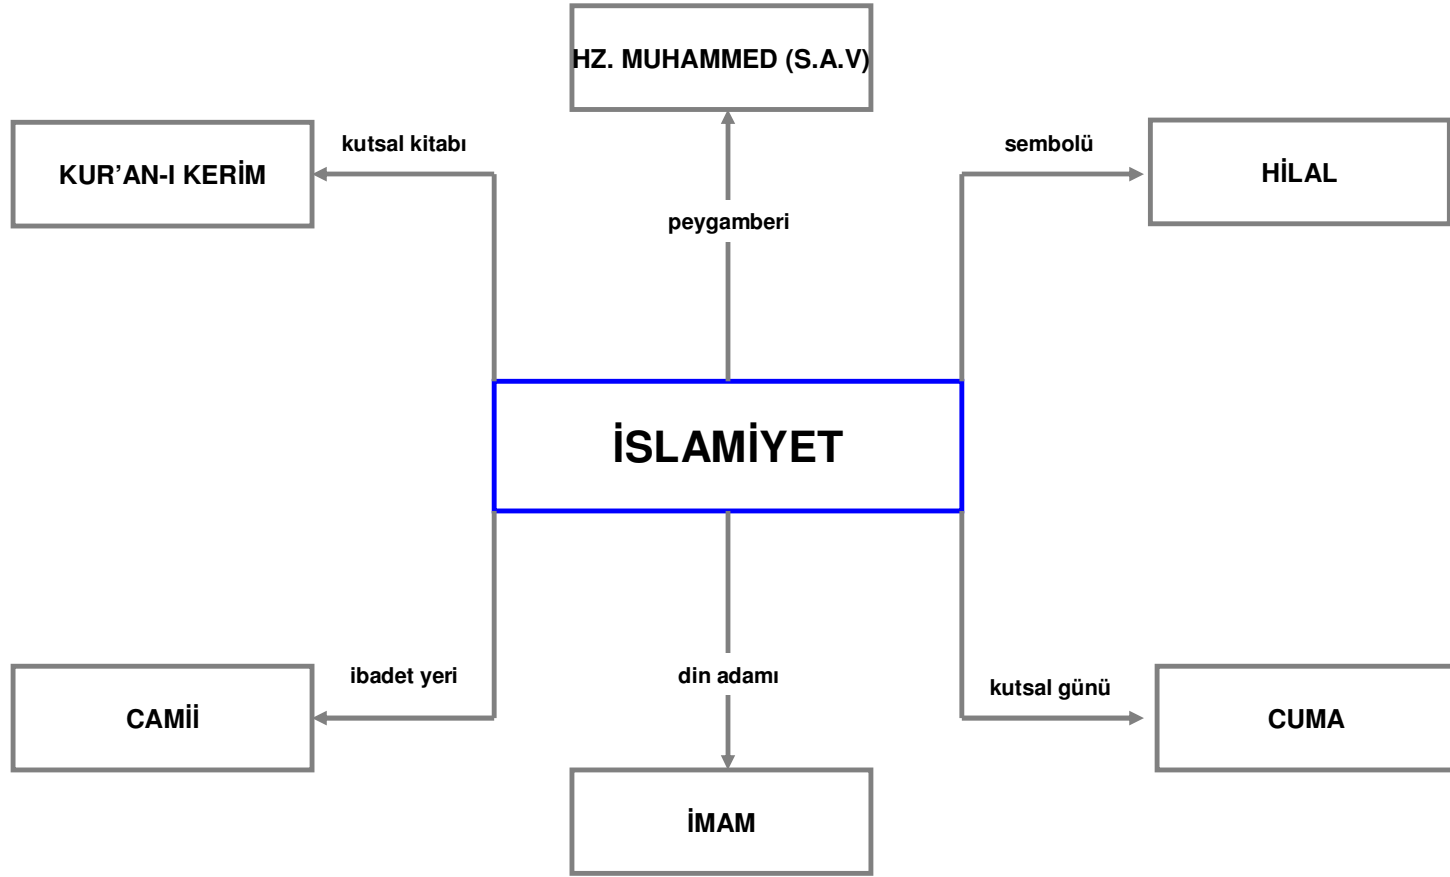 HZ. MUHAMMED (S.A.V)
kutsal kitabı
sembolü
KUR’AN-I KERİM
HİLAL
peygamberi
İSLAMİYET
ibadet yeri
din adamı
kutsal günü
CAMİİ
CUMA
İMAM